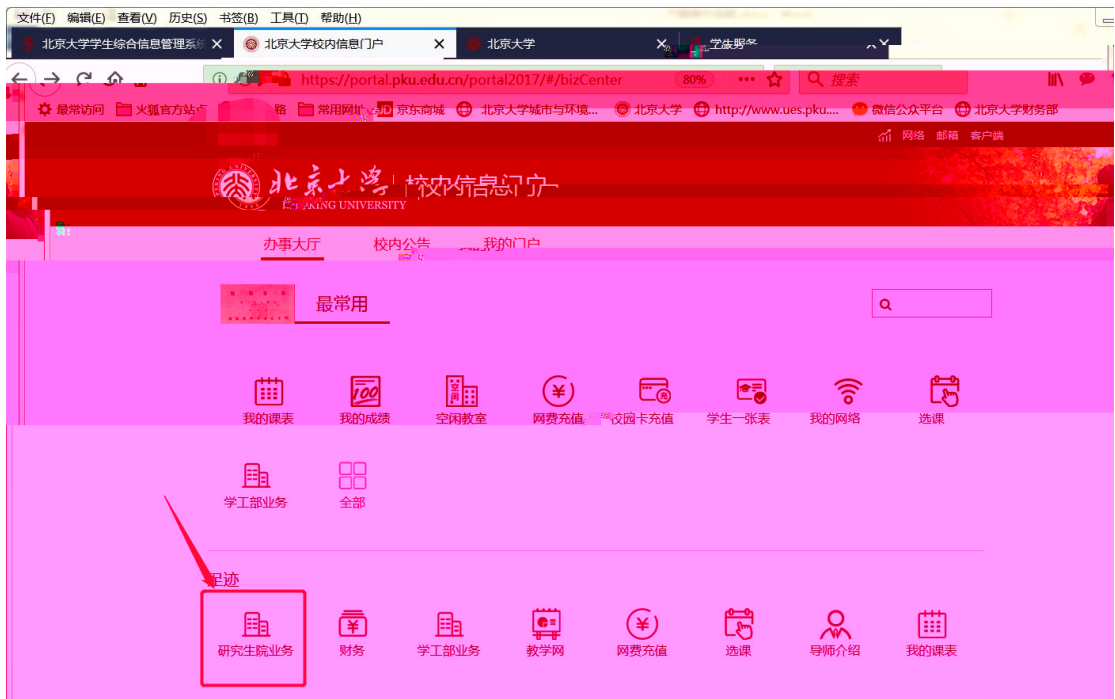 文件(F) 编辑(E) 查看(V) 历史(S) 书签(B) 工具(T) 帮助(H)
北京大学学生综合信息管理系统 × 北京大学校内信息门户 × 北京大学 ×
https://portal.pku.edu.cn/portal2017/#/bizCenter 80% 搜索
最常访问 火狐官方站点 常用网址 JD 京东商城 北京大学城市与环境... 北京大学 http://www.ues.pku.... 微信公众平台 北京大学财务部
网络 邮箱 客户端
北京大学 校内信息门户
PEKING UNIVERSITY
办事大厅 校内公告 我的门户
最常用
我的课表 我的成绩 空闲教室 网费充值 校园卡充值 学生一张表 我的网络 选课
学工部业务 全部
足迹
研究生院业务 财务 学工部业务 教学网 网费充值 选课 导师介绍 我的课表